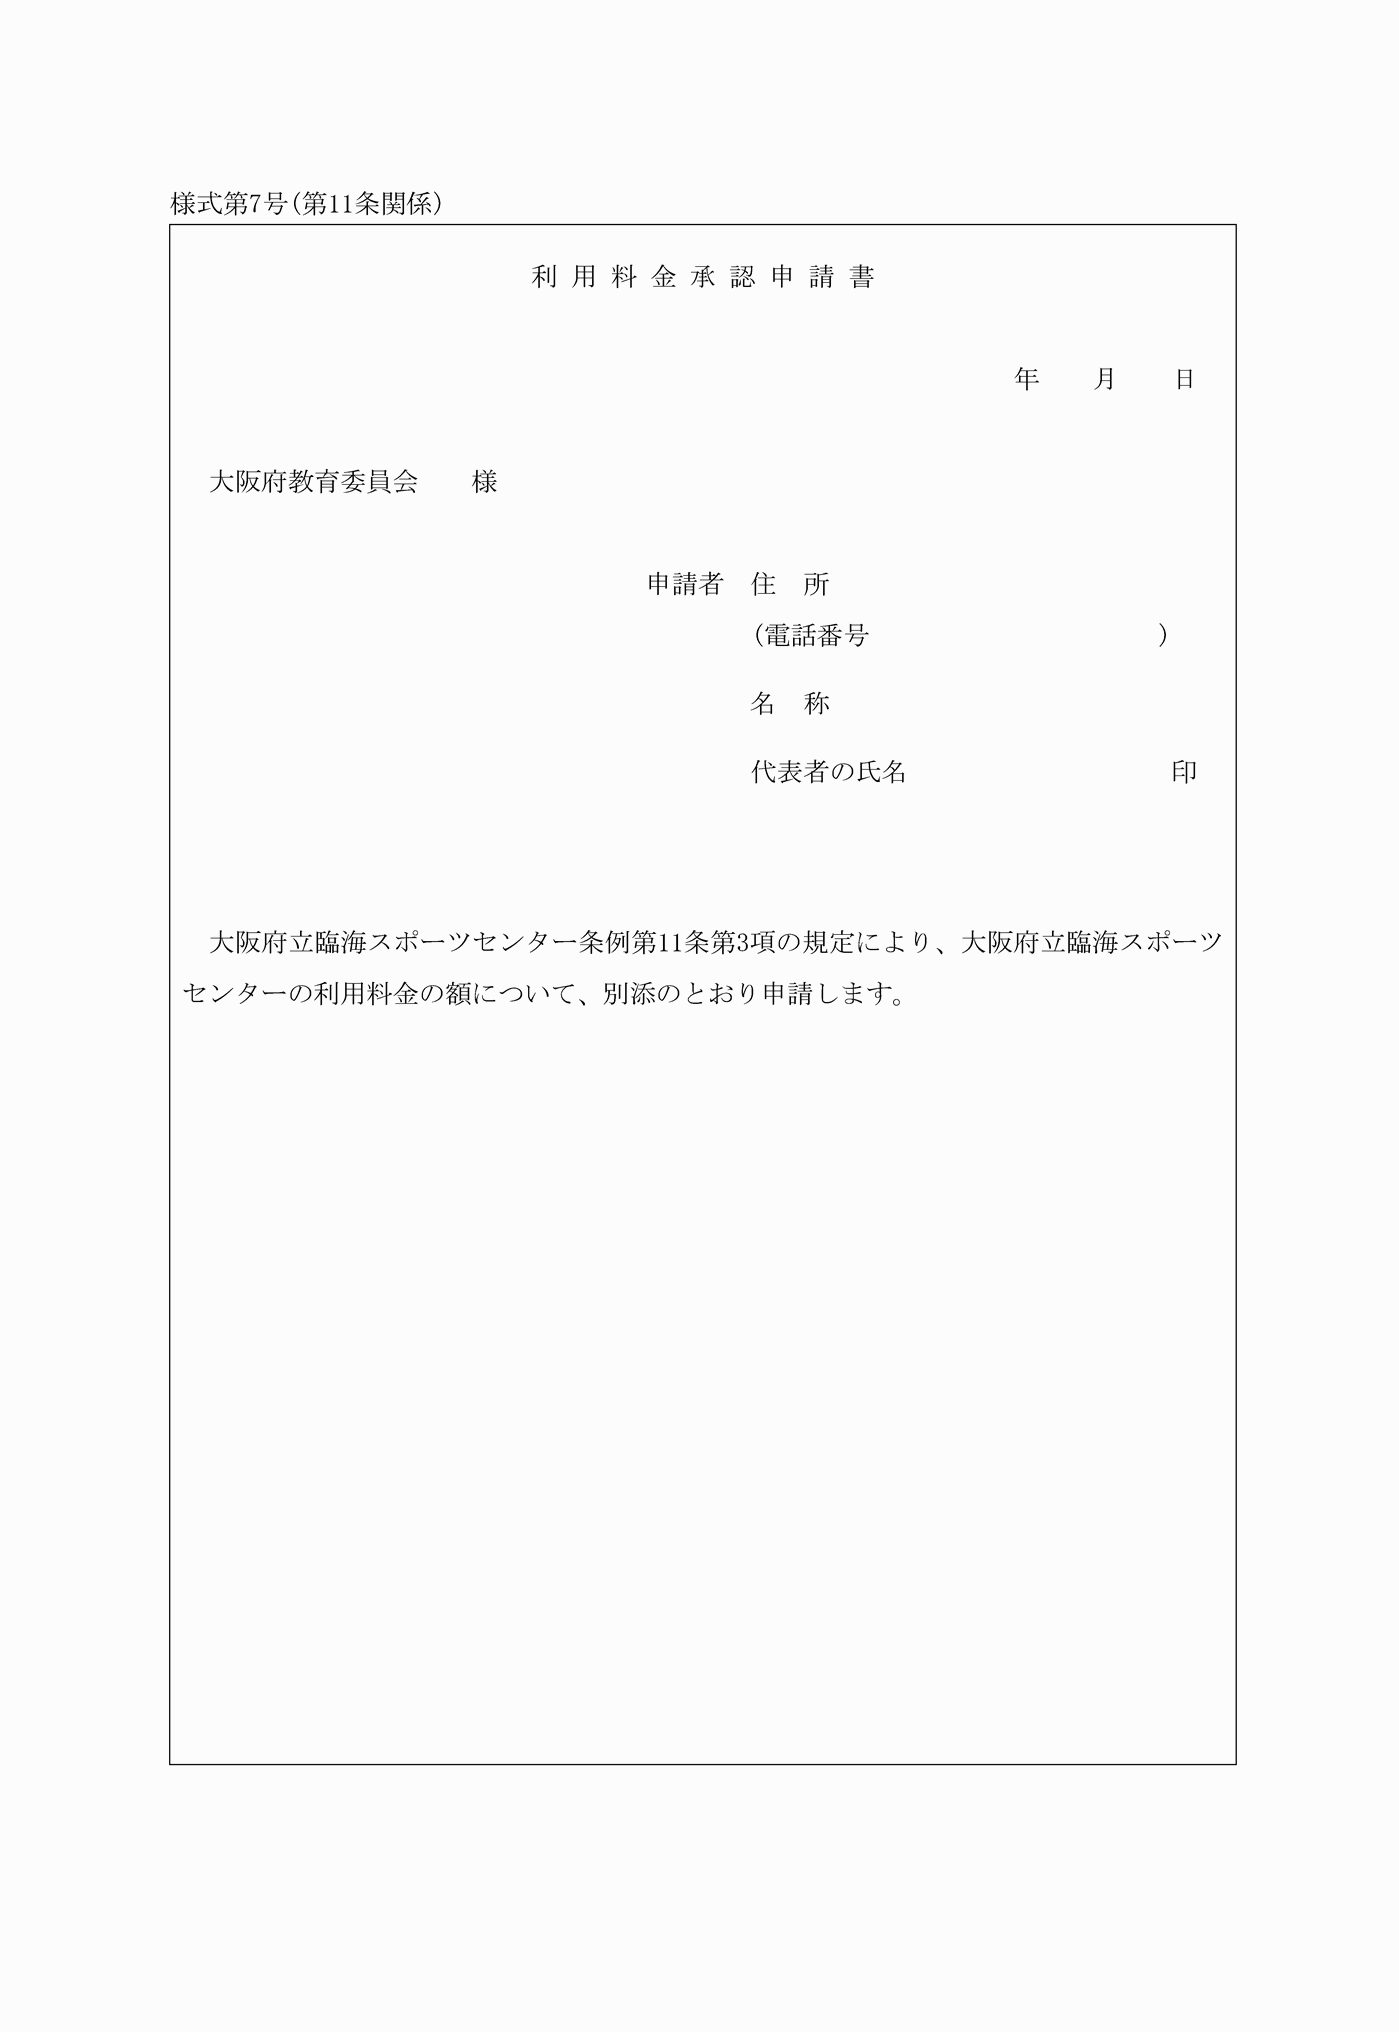 様式第7号(第11条関係)
利用料金承認申請書
年　　月　　日
大阪府教育委員会　　様
申請者　住　所
(電話番号　　　　　　　　　　　)
名　称
代表者の氏名　　　　　　　　　　印
大阪府立臨海スポーツセンター条例第11条第3項の規定により、大阪府立臨海スポーツ
センターの利用料金の額について、別添のとおり申請します。